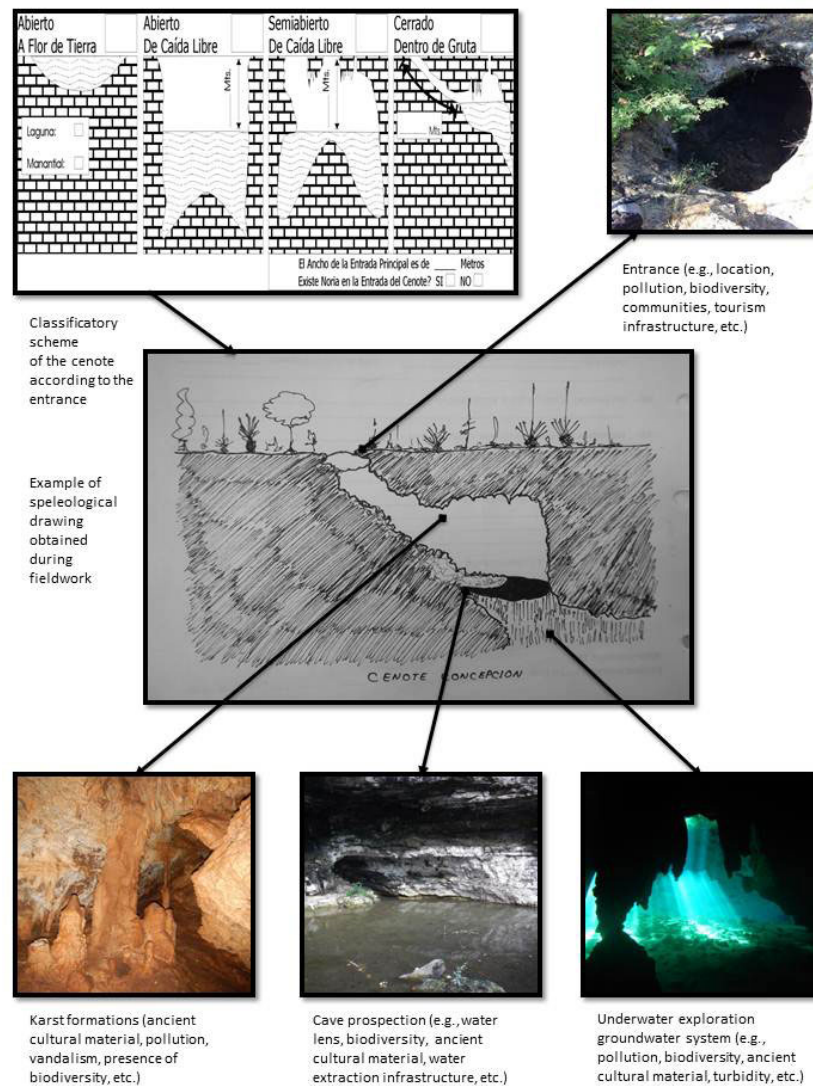 Abierto
A Flor de Tierra
Abierto
De Caída Libre
Semiabierto
De Caída Libre
Cerrado
Dentro de Gruta
Mts.
Mts.
Mts.
Laguna:
Manantial:
El Ancho de la Entrada Principal es de ____ Metros
Existe Noria en la Entrada del Cenote? SI NO
Entrance (e.g., location,
pollution, biodiversity,
communities, tourism
infrastructure, etc.)
Classificatory
scheme
of the cenote
according to the
entrance
Example of
speleological
drawing
obtained
during
fieldwork
CENOTE CONCEPCION
Karst formations (ancient
cultural material, pollution,
vandalism, presence of
biodiversity, etc.)
Cave prospection (e.g., water
lens, biodiversity, ancient
cultural material, water
extraction infrastructure, etc.)
Underwater exploration
groundwater system (e.g.,
pollution, biodiversity, ancient
cultural material, turbidity, etc.)